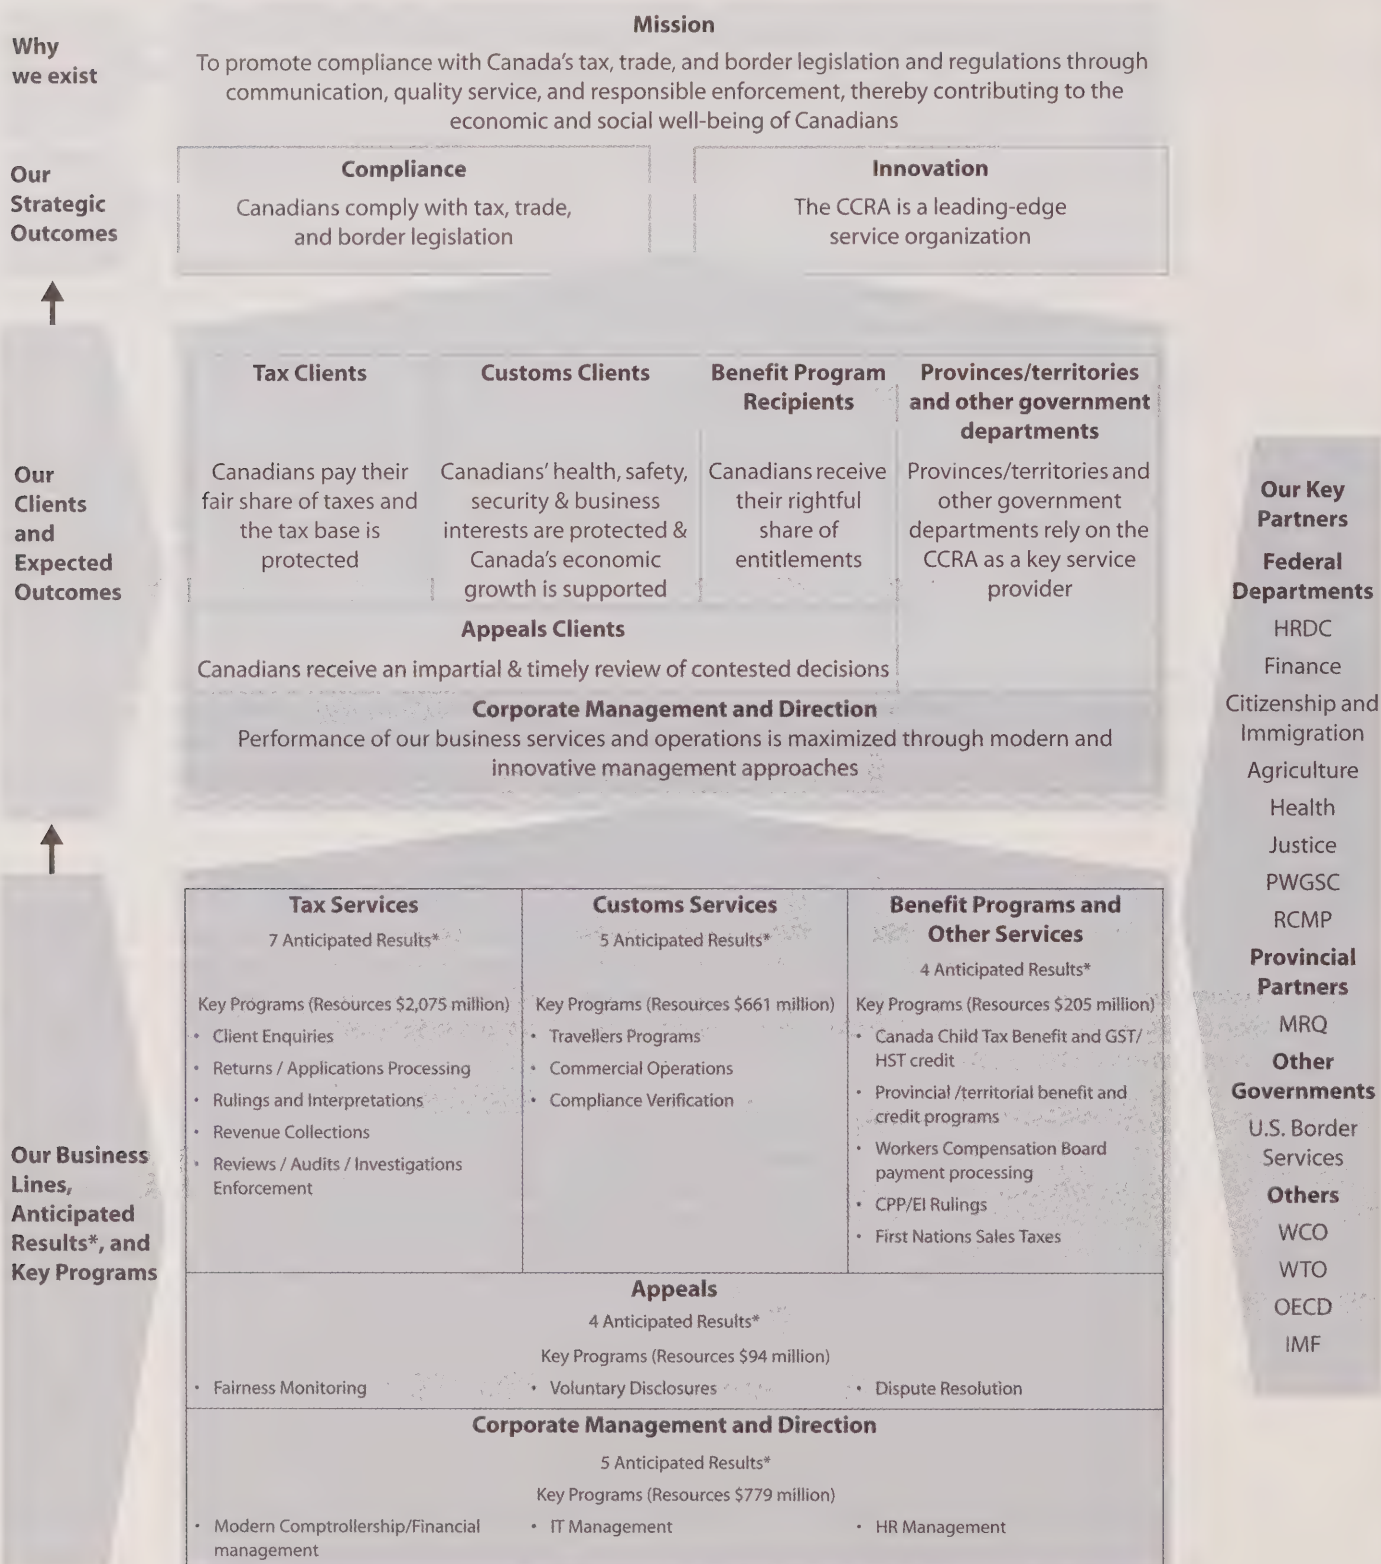 Why
we exist
Mission
To promote compliance with Canada's tax, trade, and border legislation and regulations through
communication, quality service, and responsible enforcement, thereby contributing to the
economic and social well-being of Canadians
Our
Strategic
Outcomes
Compliance
Canadians comply with tax, trade,
and border legislation
Innovation
The CCRA is a leading-edge
service organization
Our
Clients
and
Expected
Outcomes
Tax Clients
Canadians pay their
fair share of taxes and
the tax base is
protected
Customs Clients
Canadians' health, safety,
security & business
interests are protected &
Canada's economic
growth is supported
Benefit Program
Recipients
Canadians receive
their rightful
share of
entitlements
Provinces/territories
and other government
departments
Provinces/territories and
other government
departments rely on the
CCRA as a key service
provider
Appeals Clients
Canadians receive an impartial & timely review of contested decisions
Corporate Management and Direction
Performance of our business services and operations is maximized through modern and
innovative management approaches
Our Business
Lines,
Anticipated
Results*, and
Key Programs
Tax Services
7 Anticipated Results*
Key Programs (Resources $2,075 million)
• Client Enquiries
• Returns / Applications Processing
• Rulings and Interpretations
• Revenue Collections
• Reviews / Audits / Investigations
Enforcement
Customs Services
5 Anticipated Results*
Key Programs (Resources $661 million)
• Travellers Programs
• Commercial Operations
• Compliance Verification
Benefit Programs and
Other Services
4 Anticipated Results*
Key Programs (Resources $205 million)
• Canada Child Tax Benefit and GST/
HST credit
• Provincial /territorial benefit and
credit programs
• Workers Compensation Board
payment processing
• CPP/EI Rulings
• First Nations Sales Taxes
Appeals
4 Anticipated Results*
Key Programs (Resources $94 million)
• Fairness Monitoring
• Voluntary Disclosures
• Dispute Resolution
Corporate Management and Direction
5 Anticipated Results*
Key Programs (Resources $779 million)
• Modern Comptrollership/Financial
management
• IT Management
• HR Management
Our Key
Partners
Federal
Departments
HRDC
Finance
Citizenship and
Immigration
Agriculture
Health
Justice
PWGSC
RCMP
Provincial
Partners
MRQ
Other
Governments
U.S. Border
Services
Others
WCO
WTO
OECD
IMF